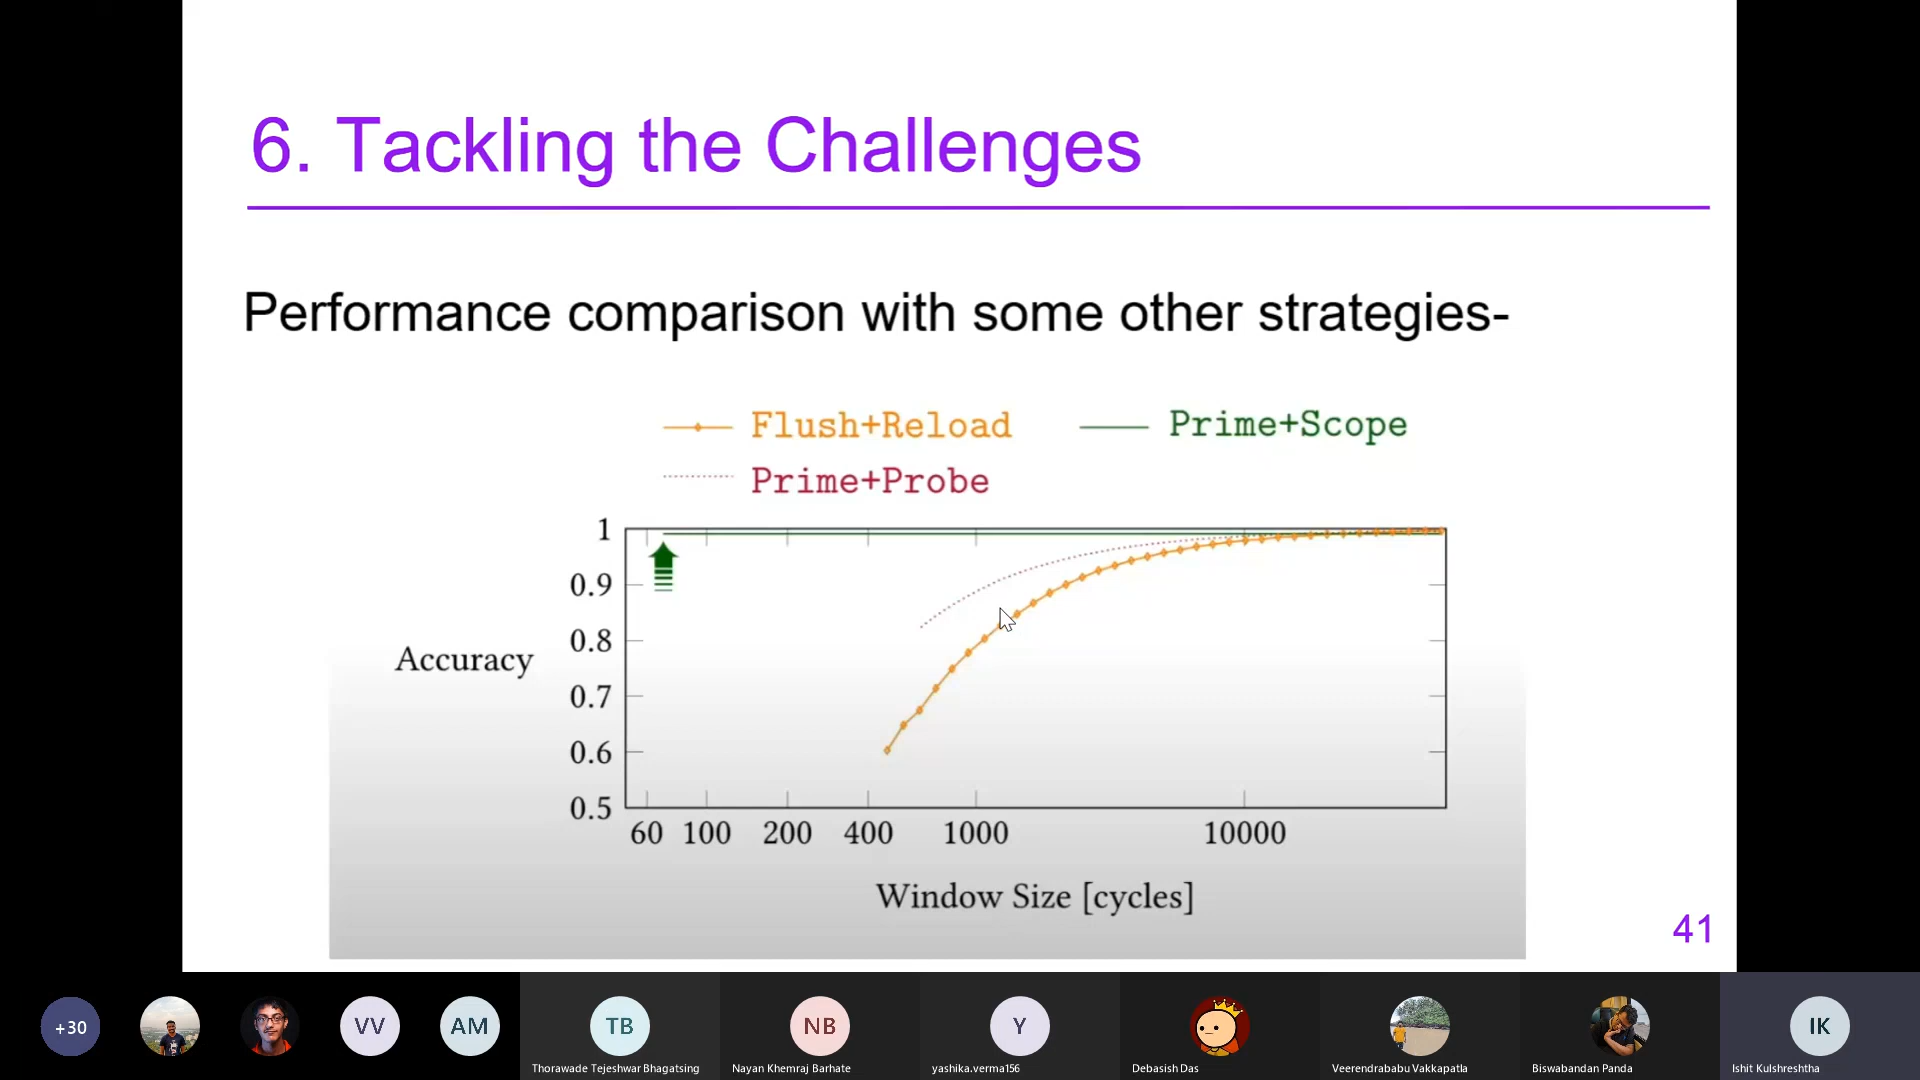 6. Tackling the Challenges
Performance comparison with some other strategies-
Flush+Reload
Prime+Scope
Prime+Probe
1
0.9
0.8
0.7
0.6
0.5
Accuracy
60 100 200 400 1000 10000
Window Size [cycles]
41
+30
VV
AM
TB
NB
Y
IK
Thorawade Tejeshwar Bhagatsing
Nayan Khemraj Barhate
yashika.verma156
Debasish Das
Veerendrababu Vakkapatla
Biswabandan Panda
Ishit Kulshreshtha